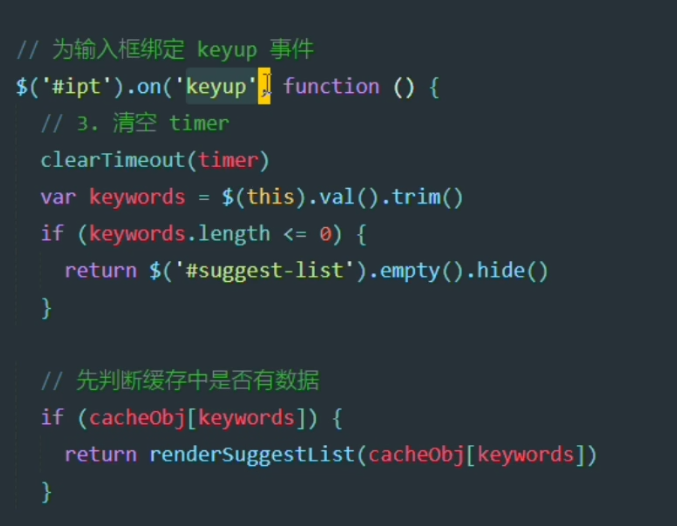 // 为输入框绑定 keyup 事件
$('#ipt').on('keyup', function () {
// 3. 清空 timer
clearTimeout(timer)
var keywords = $(this).val().trim()
if (keywords.length <= 0) {
return $('#suggest-list').empty().hide()
}
// 先判断缓存中是否有数据
if (cacheObj[keywords]) {
return renderSuggestList(cacheObj[keywords])
}